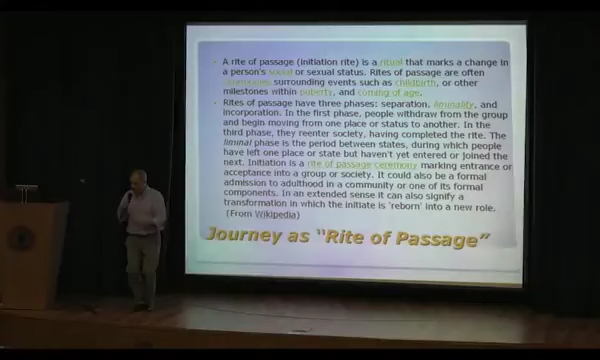 A rite of passage (initiation rite) is a ritual that marks a change in
a person's social or sexual status. Rites of passage are often
ceremonies surrounding events such as childbirth, or other
milestones within puberty, and coming of age.
Rites of passage have three phases: separation, liminality, and
incorporation. In the first phase, people withdraw from the group
and begin moving from one place or status to another. In the
third phase, they reenter society, having completed the rite. The
liminal phase is the period between states, during which people
have left one place or state but haven't yet entered or joined the
next. Initiation is a rite of passage ceremony marking entrance or
acceptance into a group or society. It could also be a formal
admission to adulthood in a community or one of its formal
components. In an extended sense it can also signify a
transformation in which the initiate is 'reborn' into a new role.
(From Wikipedia)
Journey as "Rite of Passage"